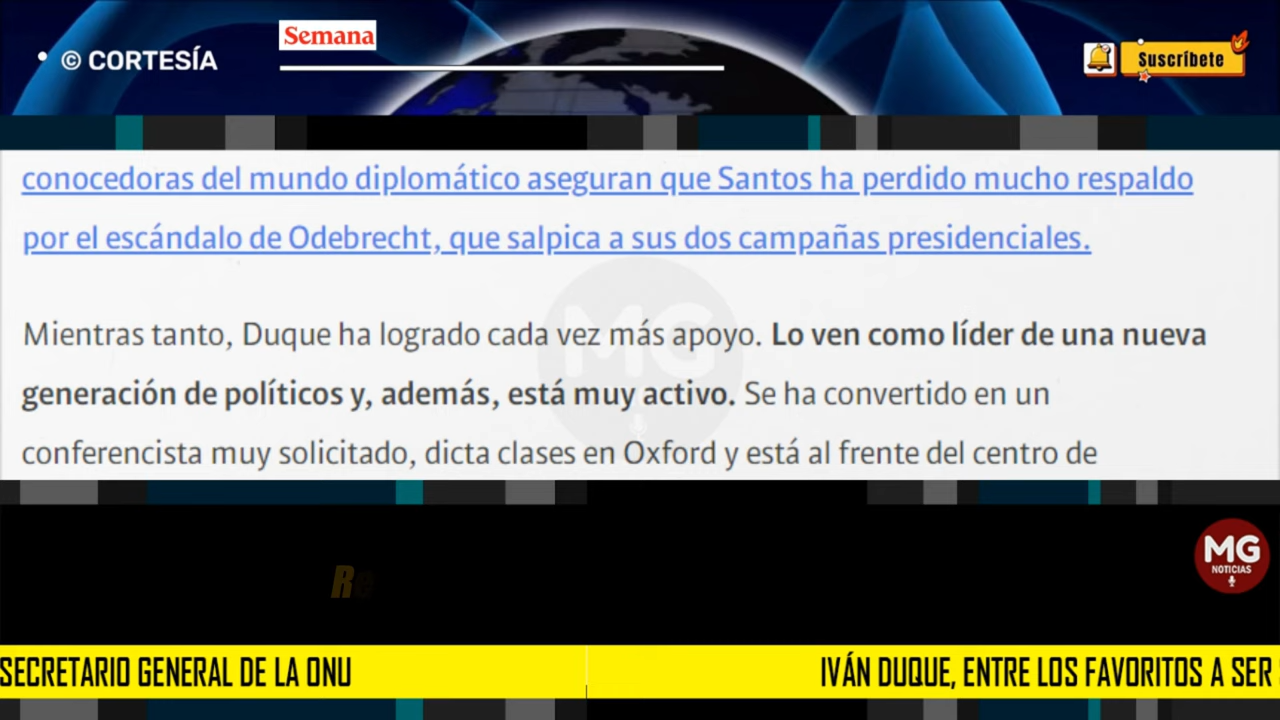 © CORTESÍA
Semana
Suscríbete
conocedoras del mundo diplomático aseguran que Santos ha perdido mucho respaldo
por el escándalo de Odebrecht, que salpica a sus dos campañas presidenciales.
Mientras tanto, Duque ha logrado cada vez más apoyo. Lo ven como líder de una nueva
generación de políticos y, además, está muy activo. Se ha convertido en un
conferencista muy solicitado, dicta clases en Oxford y está al frente del centro de
MG
Re
MG
NOTICIAS
SECRETARIO GENERAL DE LA ONU
IVÁN DUQUE, ENTRE LOS FAVORITOS A SER